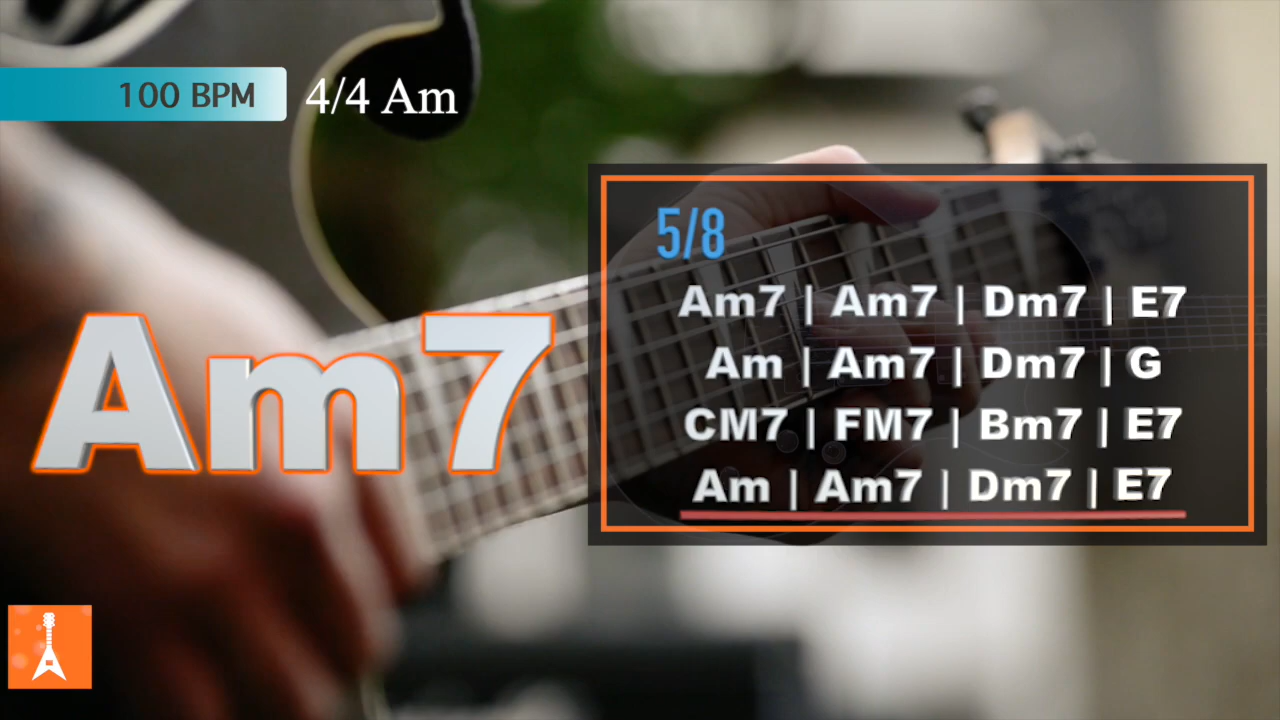 100 BPM 4/4 Am
5/8
Am7 | Am7 | Dm7 | E7
Am | Am7 | Dm7 | G
Am7
CM7 | FM7 | Bm7 | E7
Am | Am7 | Dm7 | E7